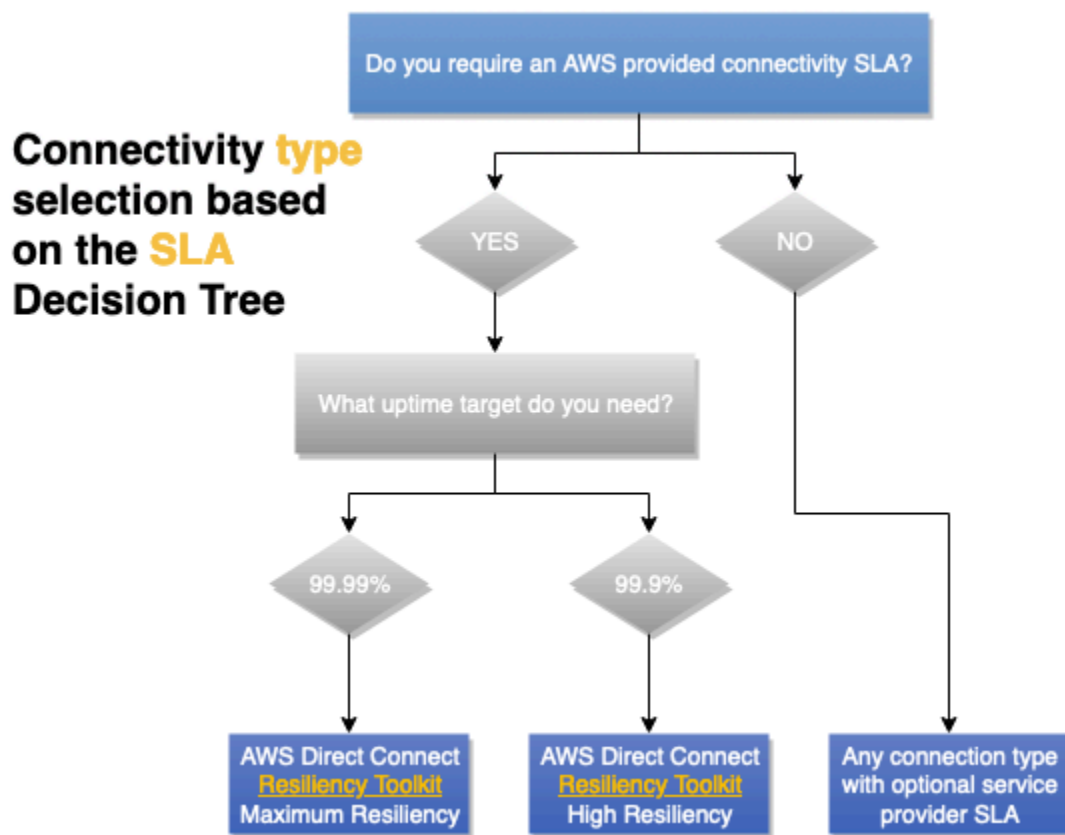 Do you require an AWS provided connectivity SLA?
Connectivity type
selection based
on the SLA
Decision Tree
YES
NO
What uptime target do you need?
99.99%
99.9%
AWS Direct Connect
Resiliency Toolkit
Maximum Resiliency
AWS Direct Connect
Resiliency Toolkit
High Resiliency
Any connection type
with optional service
provider SLA